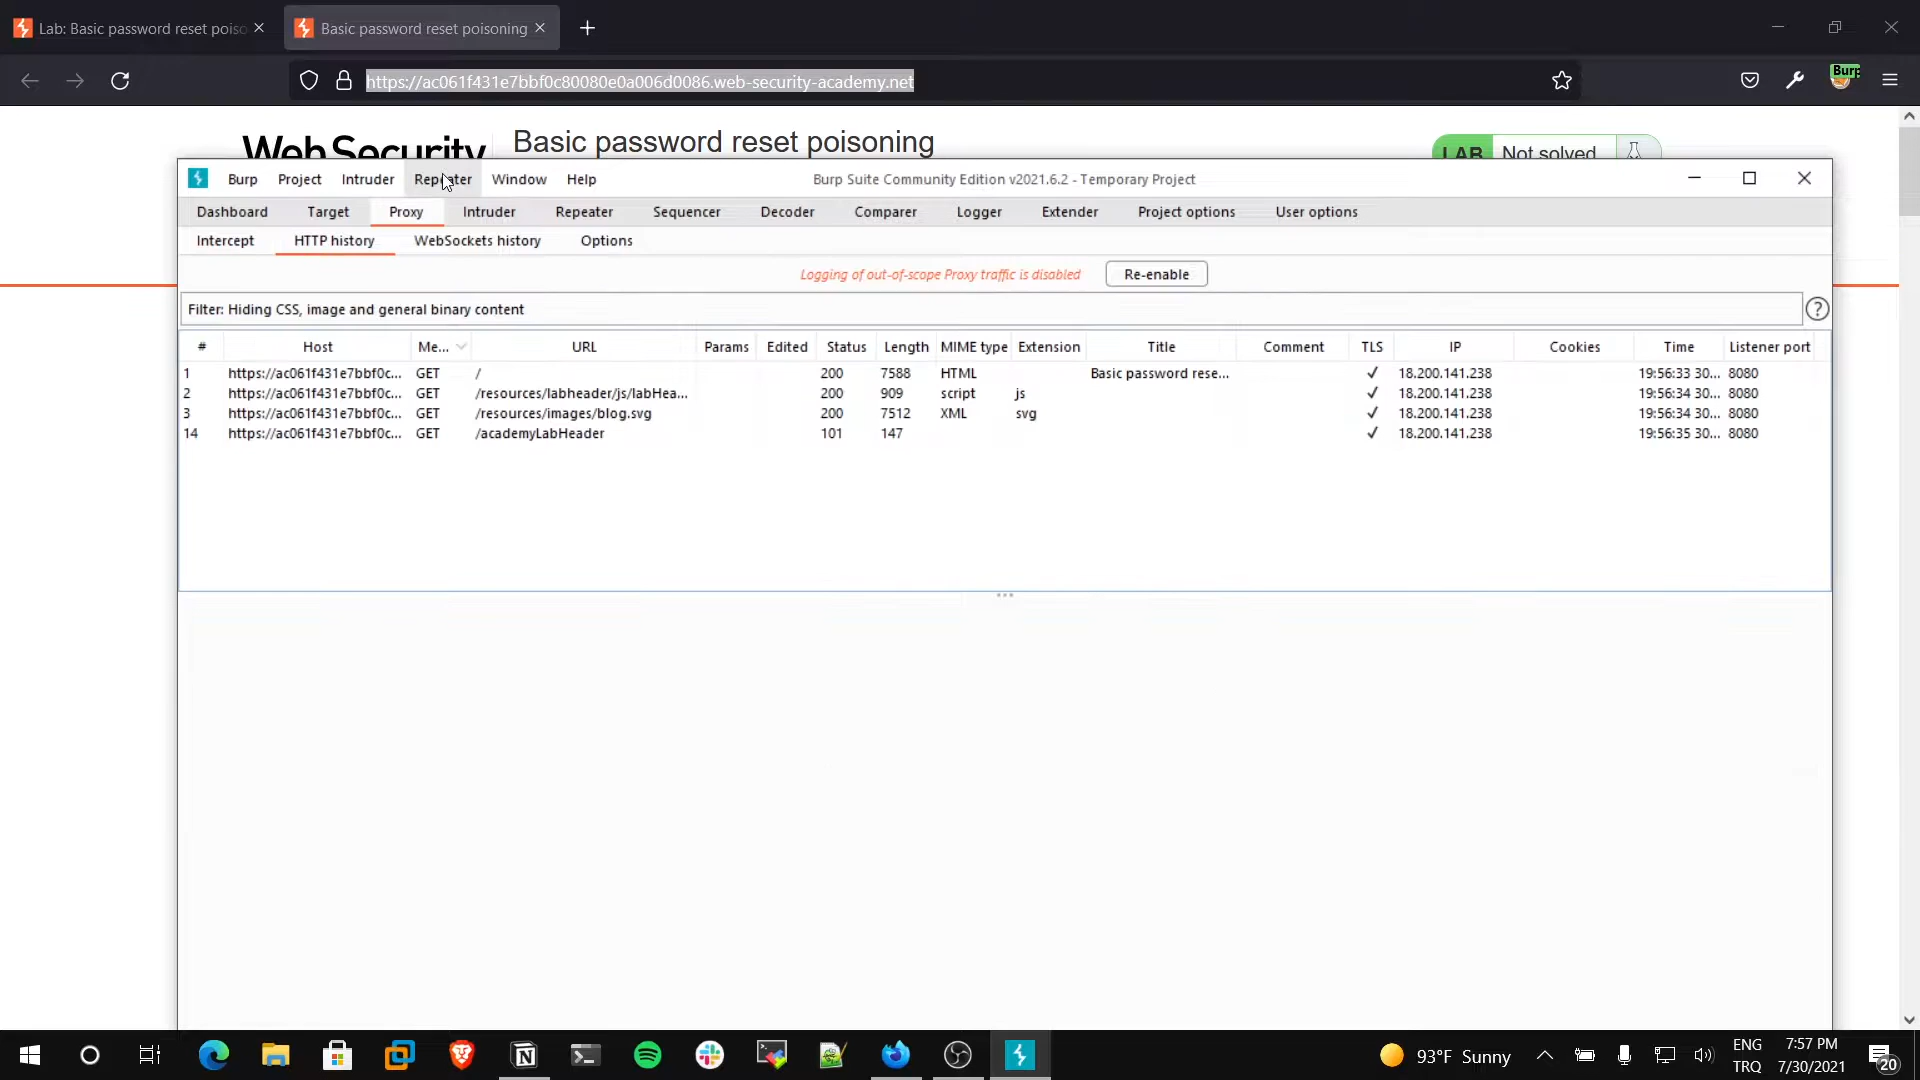 Lab: Basic password reset poiso
Basic password reset poisoning
https://ac061f431e7bbf0c80080e0a006d0086.web-security-academy.net
Burp
WebSecurity
Basic password reset poisoning
LAB Not solved
Burp Project Intruder Repeater Window Help
Burp Suite Community Edition v2021.6.2 - Temporary Project
Dashboard Target Proxy Intruder Repeater Sequencer Decoder Comparer Logger Extender Project options User options
Intercept HTTP history WebSockets history Options
Logging of out-of-scope Proxy traffic is disabled Re-enable
Filter: Hiding CSS, image and general binary content ?
# Host Me... URL Params Edited Status Length MIME type Extension Title Comment TLS IP Cookies Time Listener port
1 https://ac061f431e7bbf0c... GET / 200 7588 HTML Basic password rese... ✓ 18.200.141.238 19:56:33 30... 8080
2 https://ac061f431e7bbf0c... GET /resources/labheader/js/labHea... 200 909 script js ✓ 18.200.141.238 19:56:34 30... 8080
3 https://ac061f431e7bbf0c... GET /resources/images/blog.svg 200 7512 XML svg ✓ 18.200.141.238 19:56:34 30... 8080
14 https://ac061f431e7bbf0c... GET /academyLabHeader 101 147 ✓ 18.200.141.238 19:56:35 30... 8080
93°F Sunny
ENG
TRQ
7:57 PM
7/30/2021
20